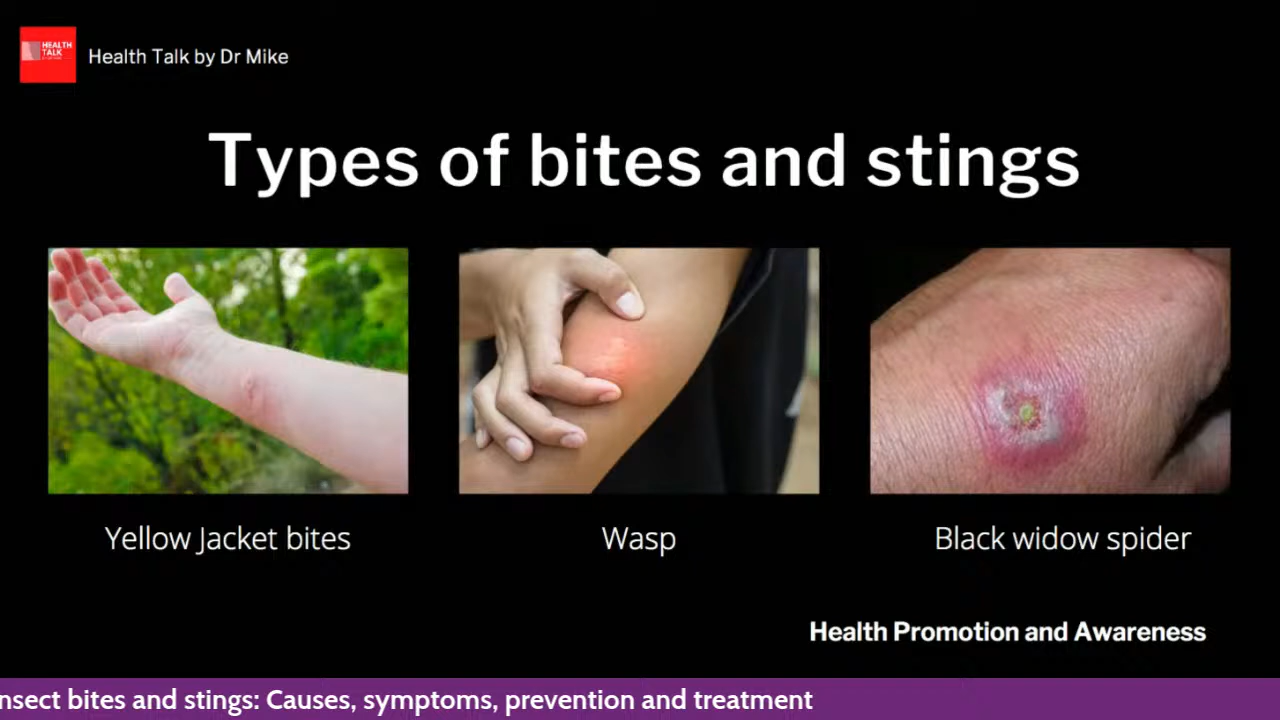 HEALTH
TALK
Health Talk by Dr Mike
Types of bites and stings
Yellow Jacket bites
Wasp
Black widow spider
Health Promotion and Awareness
nsect bites and stings: Causes, symptoms, prevention and treatment